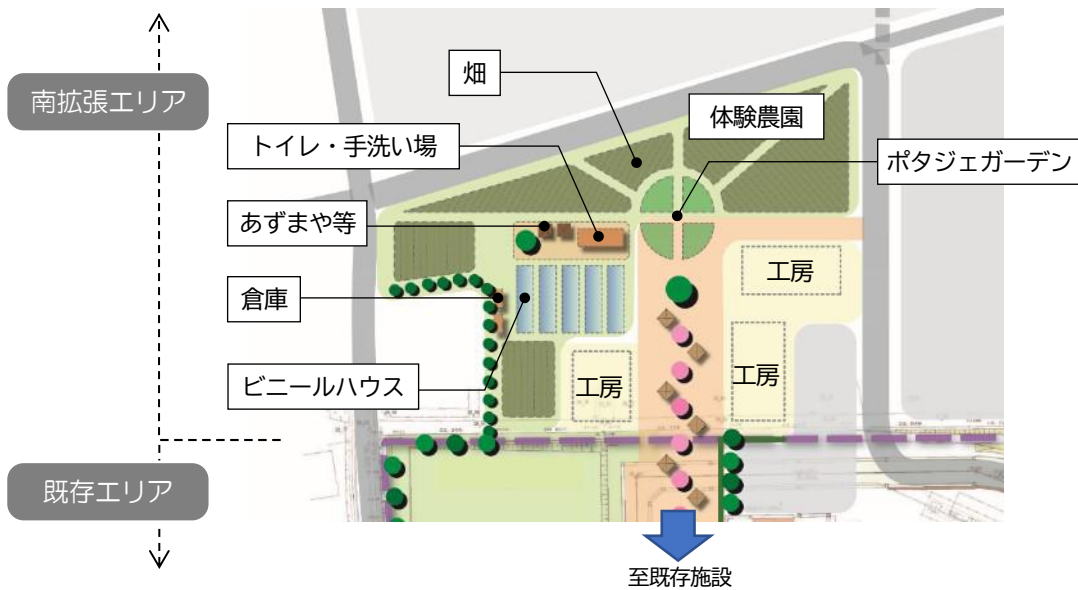 畑
南拡張エリア
体験農園
トイレ・手洗い場
ポタジェガーデン
あずまや等
工房
倉庫
ビニールハウス
工房
工房
既存エリア
至既存施設